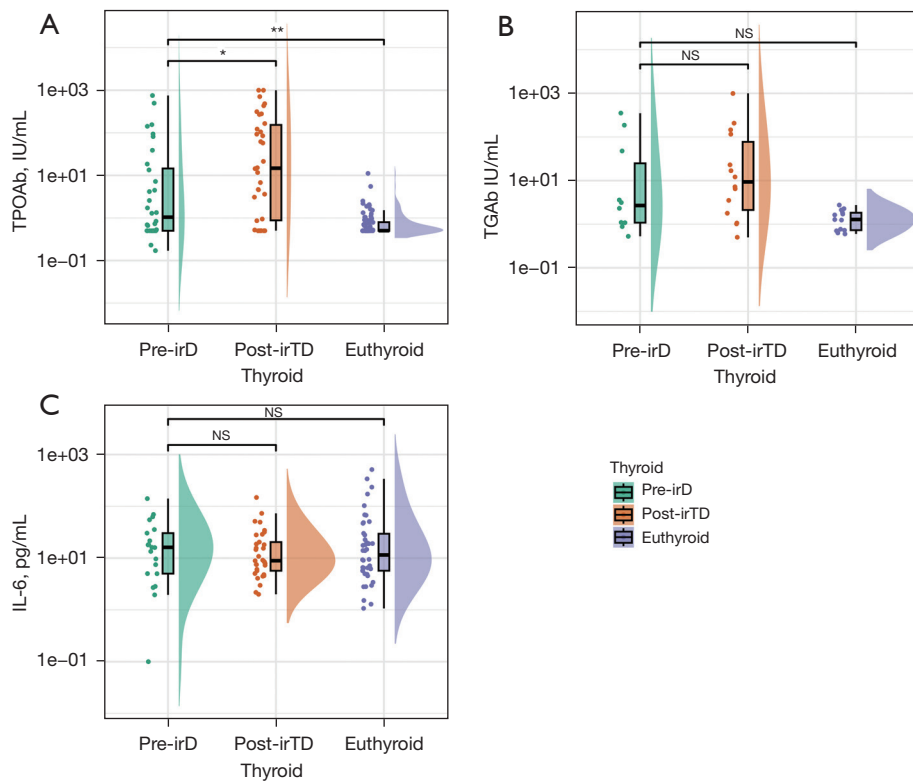 A
TPOAb, IU/mL
1e+03
1e+01
1e−01
**
*
Pre-irD Post-irTD Euthyroid
Thyroid
B
TGAb IU/mL
1e+03
1e+01
1e−01
NS
NS
Pre-irD Post-irTD Euthyroid
Thyroid
C
IL-6, pg/mL
1e+03
1e+01
1e−01
NS
NS
Pre-irD Post-irTD Euthyroid
Thyroid
Thyroid
Pre-irD
Post-irTD
Euthyroid